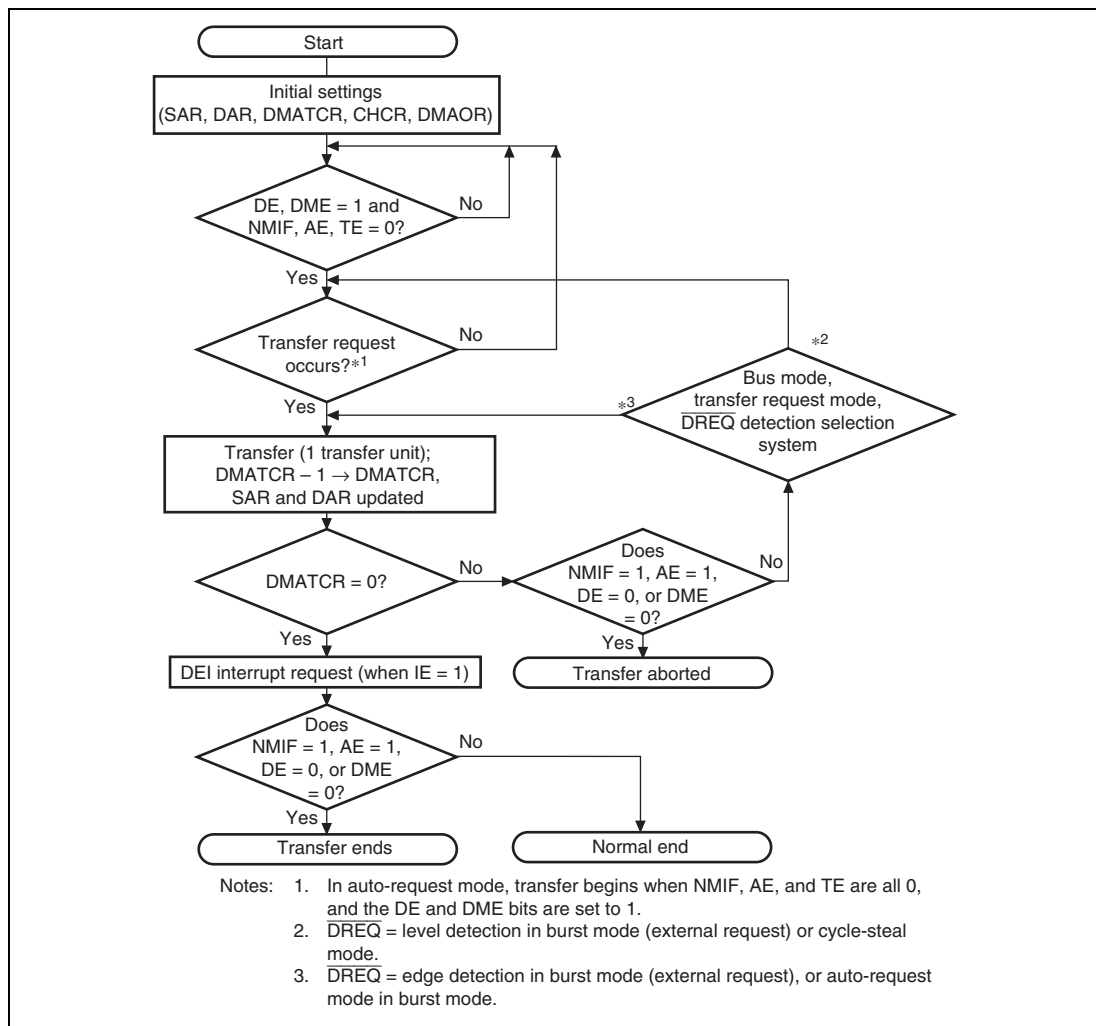 Start
Initial settings
(SAR, DAR, DMATCR, CHCR, DMAOR)
DE, DME = 1 and
NMIF, AE, TE = 0?
No
Yes
Transfer request
occurs?*1
No
Yes
*2
Bus mode,
transfer request mode,
DREQ detection selection
system
*3
Transfer (1 transfer unit);
DMATCR – 1 → DMATCR,
SAR and DAR updated
DMATCR = 0?
No
Does
NMIF = 1, AE = 1,
DE = 0, or DME
= 0?
No
Yes
Yes
DEI interrupt request (when IE = 1)
Transfer aborted
Does
NMIF = 1, AE = 1,
DE = 0, or DME
= 0?
No
Yes
Transfer ends
Normal end
Notes: 1. In auto-request mode, transfer begins when NMIF, AE, and TE are all 0,
and the DE and DME bits are set to 1.
2. DREQ = level detection in burst mode (external request) or cycle-steal
mode.
3. DREQ = edge detection in burst mode (external request), or auto-request
mode in burst mode.